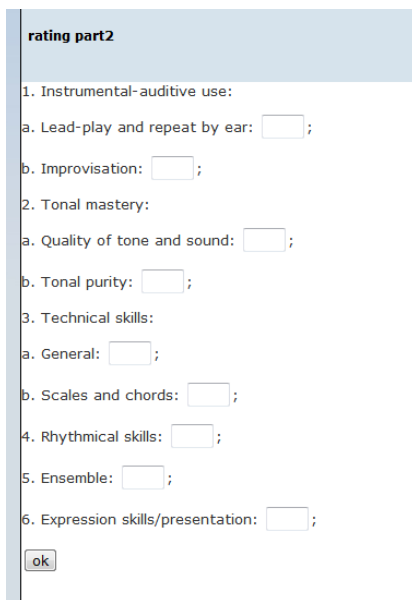 rating part2
1. Instrumental-auditive use:
a. Lead-play and repeat by ear: ;
b. Improvisation: ;
2. Tonal mastery:
a. Quality of tone and sound: ;
b. Tonal purity: ;
3. Technical skills:
a. General: ;
b. Scales and chords: ;
4. Rhythmical skills: ;
5. Ensemble: ;
6. Expression skills/presentation: ;
ok